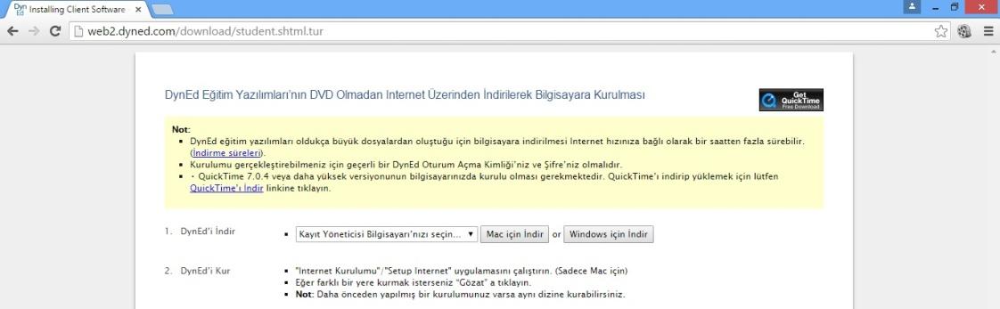 Dyn Ed Installing Client Software
web2.dyned.com/download/student.shtml.tur
DynEd Eğitim Yazılımları'nın DVD Olmadan Internet Üzerinden İndirilerek Bilgisayara Kurulması
Get QuickTime Free Download
Not:
▪ DynEd eğitim yazılımları oldukça büyük dosyalardan oluştuğu için bilgisayara indirilmesi Internet hızınıza bağlı olarak bir saatten fazla sürebilir.
(İndirme süreleri).
▪ Kurulumu gerçekleştirebilmeniz için geçerli bir DynEd Oturum Açma Kimliği'niz ve Şifre'niz olmalıdır.
▪ · QuickTime 7.0.4 veya daha yüksek versiyonunun bilgisayarınızda kurulu olması gerekmektedir. QuickTime'ı indirip yüklemek için lütfen
QuickTime'ı İndir linkine tıklayın.
1. DynEd'i İndir ▪ Kayıt Yöneticisi Bilgisayarı'nızı seçin... Mac için İndir or Windows için İndir
2. DynEd'i Kur ▪ "Internet Kurulumu"/"Setup Internet" uygulamasını çalıştırın. (Sadece Mac için)
▪ Eğer farklı bir yere kurmak isterseniz "Gözat" a tıklayın.
▪ Not: Daha önceden yapılmış bir kurulumunuz varsa aynı dizine kurabilirsiniz.